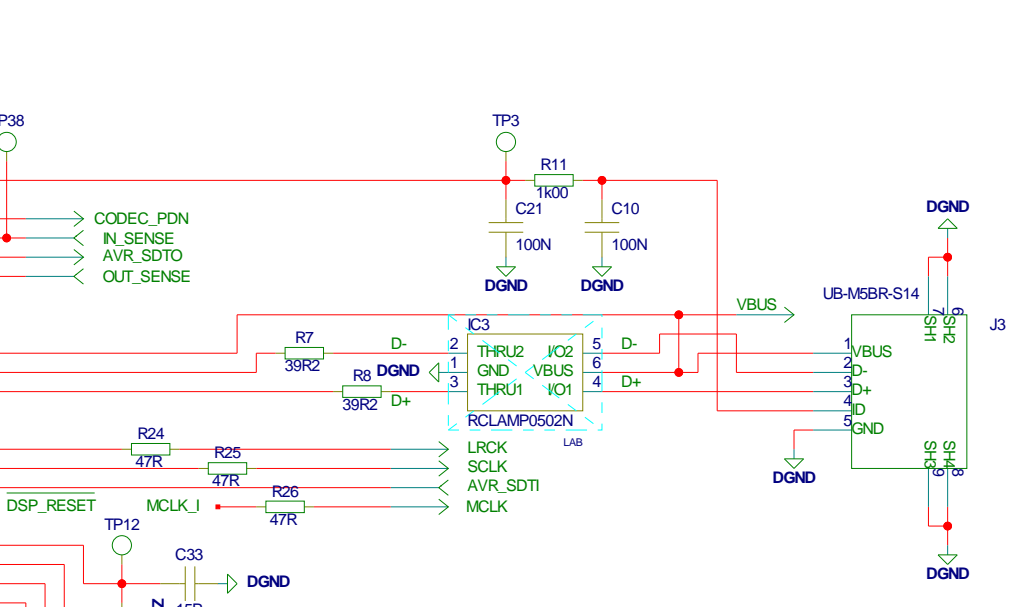 P38
TP3
R11
1k00
C21
C10
100N
100N
DGND
DGND
DGND
CODEC_PDN
IN_SENSE
AVR_SDTO
OUT_SENSE
UB-M5BR-S14
J3
VBUS
7
6
SH1
SH2
IC3
R7
39R2
D-
2
THRU2
I/O2
5
D-
DGND
1
GND
VBUS
6
R8
39R2
D+
3
THRU1
I/O1
4
D+
RCLAMP0502N
LAB
1
VBUS
2
D-
3
D+
4
ID
5
GND
DGND
SH3
SH4
9
8
DGND
R24
47R
LRCK
R25
47R
SCLK
AVR_SDTI
DSP_RESET
MCLK_I
R26
47R
MCLK
TP12
C33
DGND
15P
Z